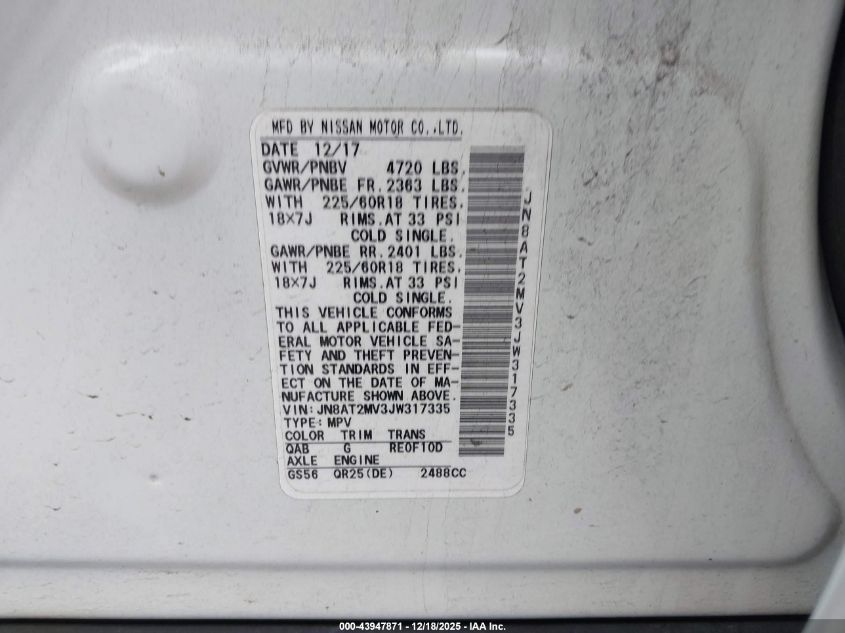 MFD BY NISSAN MOTOR CO.,LTD.
DATE 12/17
GVWR/PNBV 4720 LBS.
GAWR/PNBE FR. 2363 LBS.
WITH 225/60R18 TIRES.
18X7J RIMS.AT 33 PSI
COLD SINGLE.
GAWR/PNBE RR. 2401 LBS.
WITH 225/60R18 TIRES.
18X7J RIMS.AT 33 PSI
COLD SINGLE.
THIS VEHICLE CONFORMS
TO ALL APPLICABLE FED-
ERAL MOTOR VEHICLE SA-
FETY AND THEFT PREVEN-
TION STANDARDS IN EFF-
ECT ON THE DATE OF MA-
NUFACTURE SHOWN ABOVE.
VIN:JN8AT2MV3JW317335
TYPE:MPV
COLOR TRIM TRANS
QAB G RE0F10D
AXLE ENGINE
GS56 QR25(DE) 2488CC
JN8AT2MV3JW317335
000-43947871 - 12/18/2025 - IAA Inc.